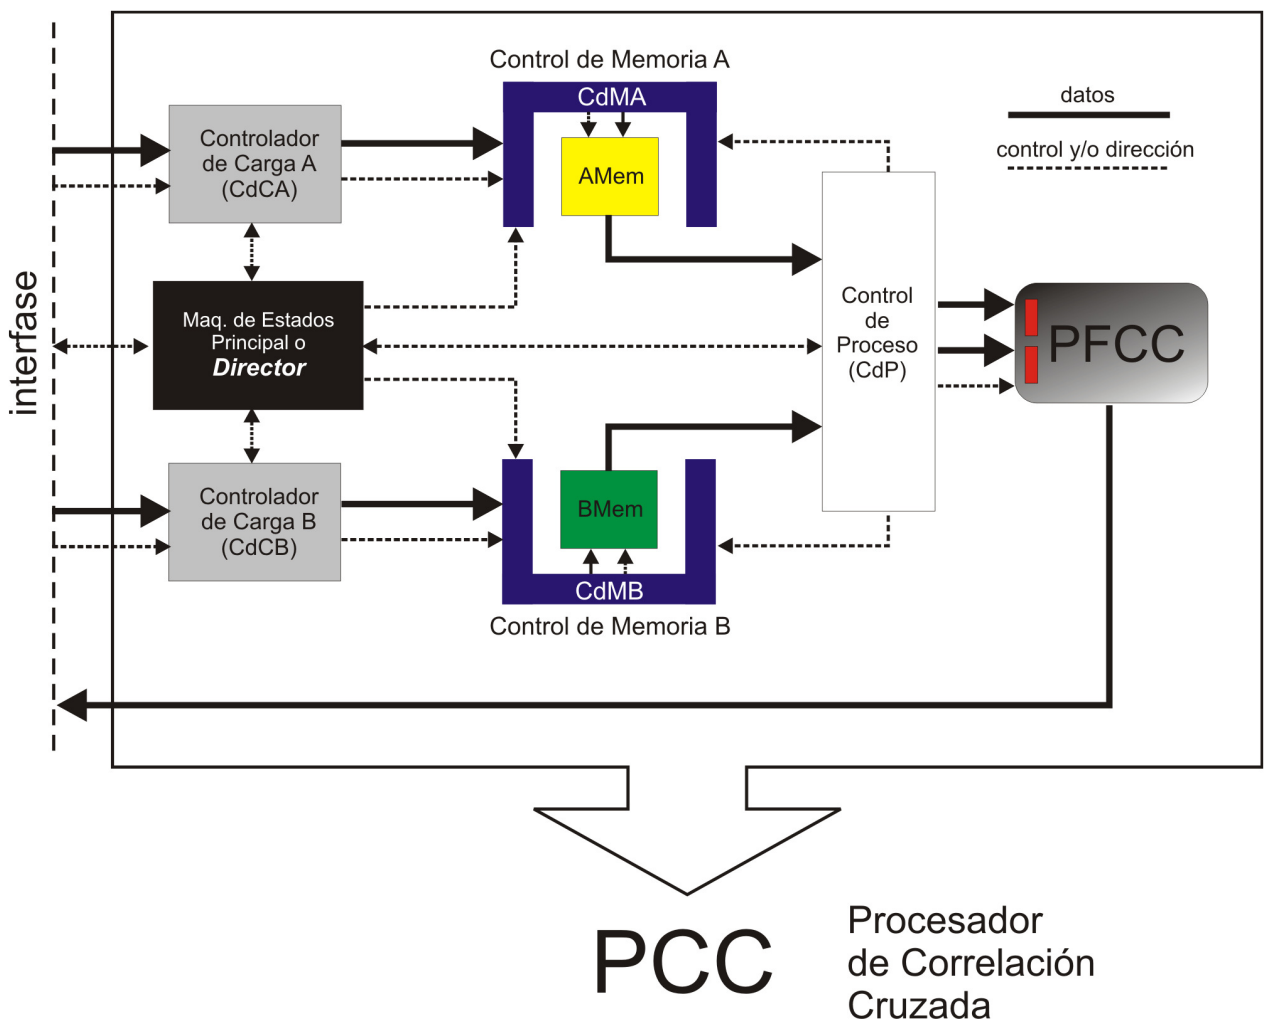 Control de Memoria A
CdMA
AMem
datos
control y/o dirección
Controlador
de Carga A
(CdCA)
interfase
Maq. de Estados
Principal o
Director
Control
de
Proceso
(CdP)
PFCC
Controlador
de Carga B
(CdCB)
BMem
CdMB
Control de Memoria B
PCC
Procesador
de Correlación
Cruzada